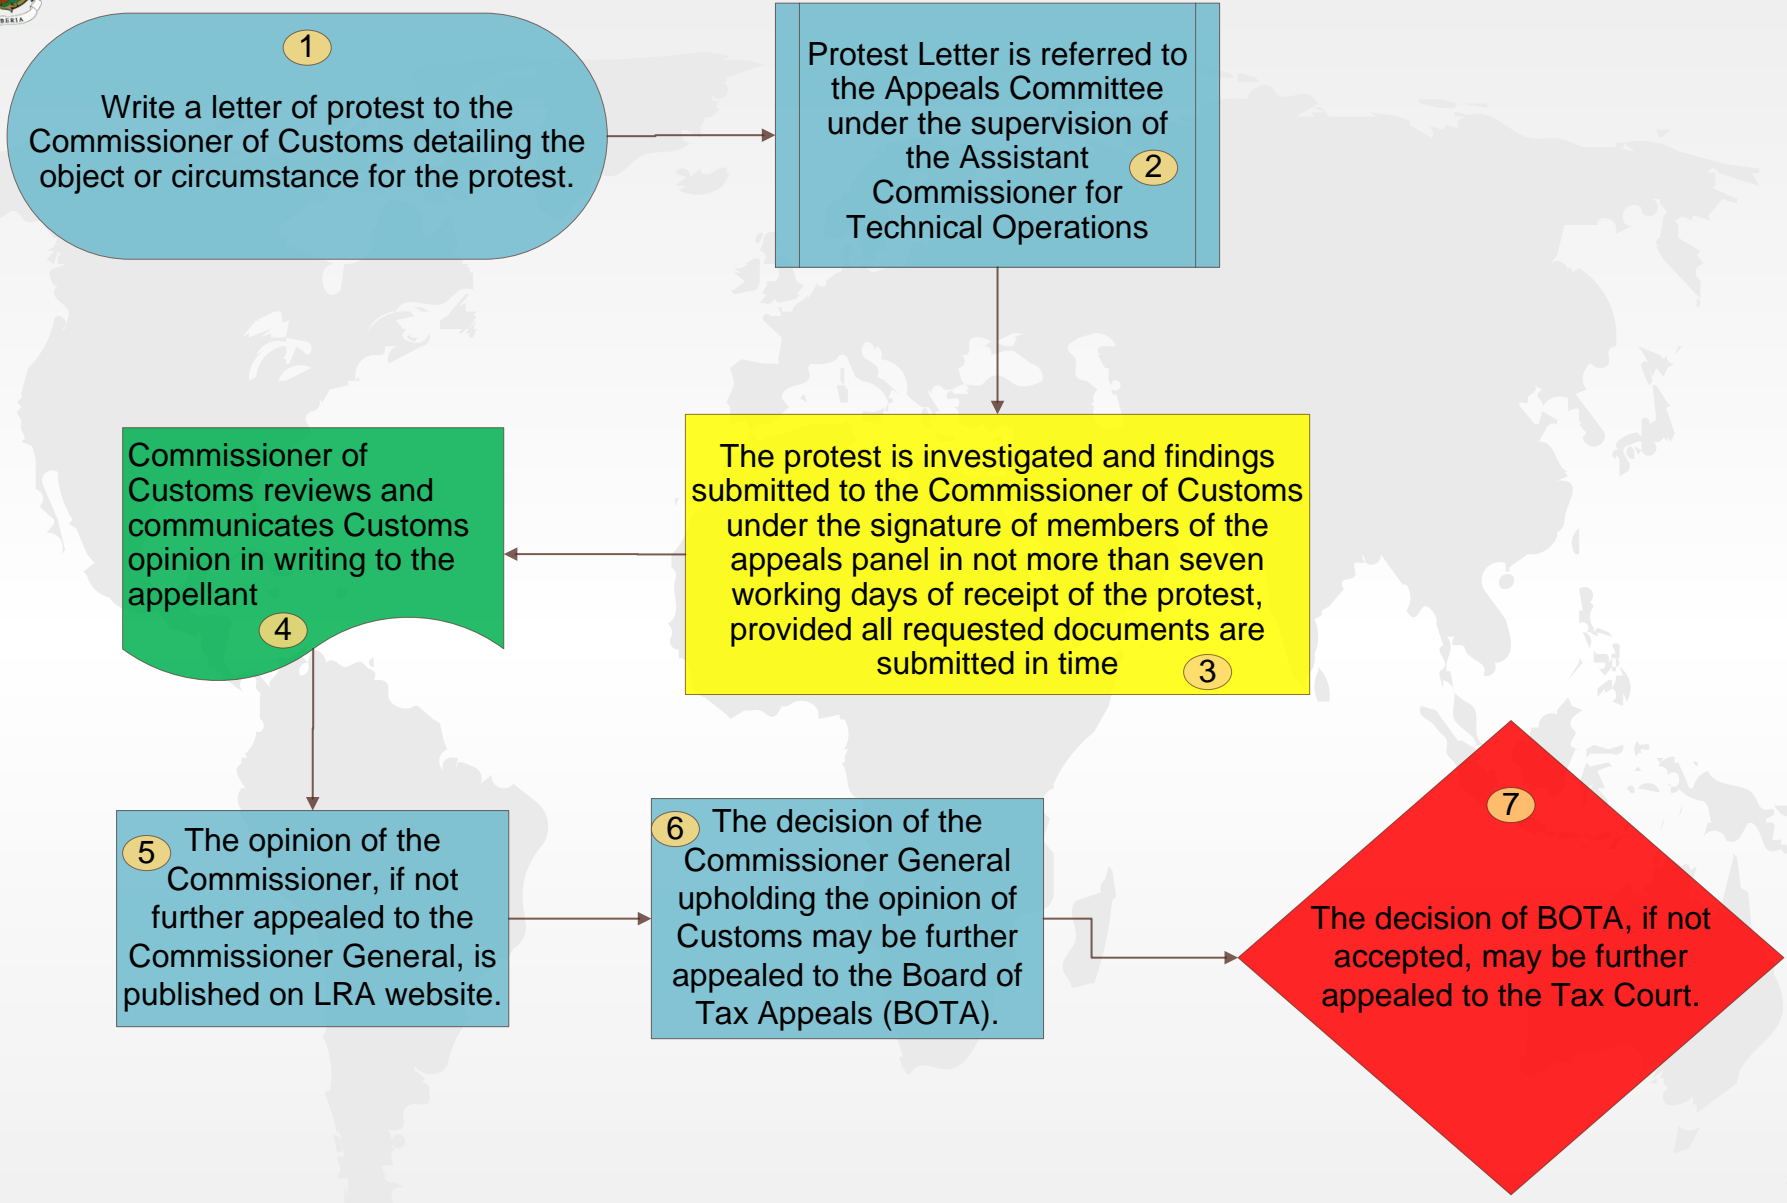 BERIA
1
Write a letter of protest to the
Commissioner of Customs detailing the
object or circumstance for the protest.
Protest Letter is referred to
the Appeals Committee
under the supervision of
the Assistant
2
Commissioner for
Technical Operations
The protest is investigated and findings
submitted to the Commissioner of Customs
under the signature of members of the
appeals panel in not more than seven
working days of receipt of the protest,
provided all requested documents are
submitted in time
3
Commissioner of
Customs reviews and
communicates Customs
opinion in writing to the
appellant
4
5
The opinion of the
Commissioner, if not
further appealed to the
Commissioner General, is
published on LRA website.
6
The decision of the
Commissioner General
upholding the opinion of
Customs may be further
appealed to the Board of
Tax Appeals (BOTA).
7
The decision of BOTA, if not
accepted, may be further
appealed to the Tax Court.